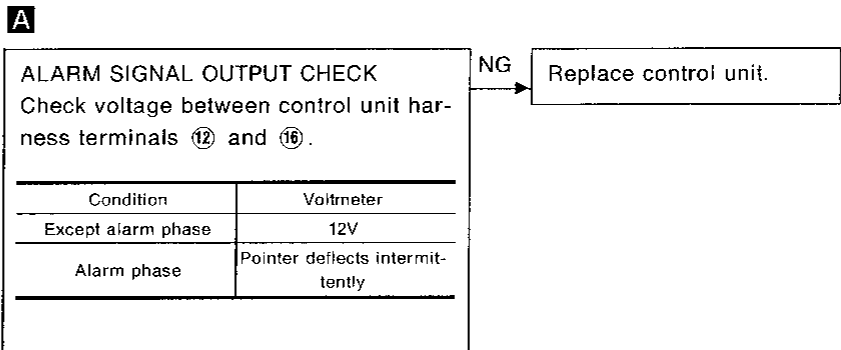 A
ALARM SIGNAL OUTPUT CHECK
Check voltage between control unit har-
ness terminals ⑫ and ⑯.
Condition Voltmeter
Except alarm phase 12V
Alarm phase Pointer deflects intermit-
tently
NG
Replace control unit.